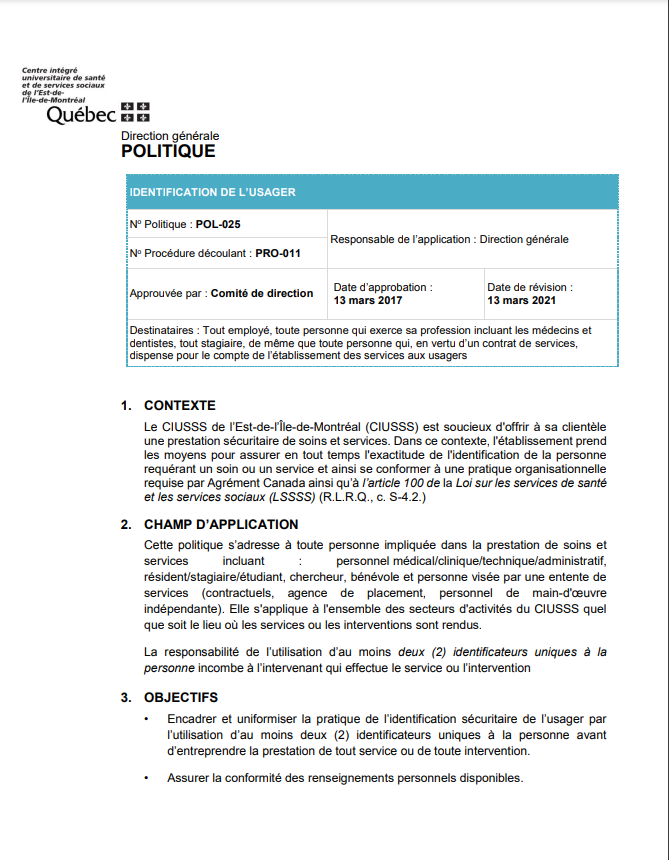 Centre intégré
universitaire de santé
et de services sociaux
de l'Est-de-
l'Île-de-Montréal
Québec
Direction générale
POLITIQUE
IDENTIFICATION DE L'USAGER
Nº Politique : POL-025
Nº Procédure découlant : PRO-011
Responsable de l'application : Direction générale
Approuvée par : Comité de direction
Date d'approbation :
13 mars 2017
Date de révision :
13 mars 2021
Destinataires : Tout employé, toute personne qui exerce sa profession incluant les médecins et
dentistes, tout stagiaire, de même que toute personne qui, en vertu d'un contrat de services,
dispense pour le compte de l'établissement des services aux usagers
1. CONTEXTE
Le CIUSSS de l'Est-de-l'Île-de-Montréal (CIUSSS) est soucieux d'offrir à sa clientèle
une prestation sécuritaire de soins et services. Dans ce contexte, l'établissement prend
les moyens pour assurer en tout temps l'exactitude de l'identification de la personne
requérant un soin ou un service et ainsi se conformer à une pratique organisationnelle
requise par Agrément Canada ainsi qu'à l'article 100 de la Loi sur les services de santé
et les services sociaux (LSSSS) (R.L.R.Q., c. S-4.2.)
2. CHAMP D'APPLICATION
Cette politique s'adresse à toute personne impliquée dans la prestation de soins et
services incluant : personnel médical/clinique/technique/administratif,
résident/stagiaire/étudiant, chercheur, bénévole et personne visée par une entente de
services (contractuels, agence de placement, personnel de main-d'œuvre
indépendante). Elle s'applique à l'ensemble des secteurs d'activités du CIUSSS quel
que soit le lieu où les services ou les interventions sont rendus.
La responsabilité de l'utilisation d'au moins deux (2) identificateurs uniques à la
personne incombe à l'intervenant qui effectue le service ou l'intervention
3. OBJECTIFS
• Encadrer et uniformiser la pratique de l'identification sécuritaire de l'usager par
l'utilisation d'au moins deux (2) identificateurs uniques à la personne avant
d'entreprendre la prestation de tout service ou de toute intervention.
• Assurer la conformité des renseignements personnels disponibles.